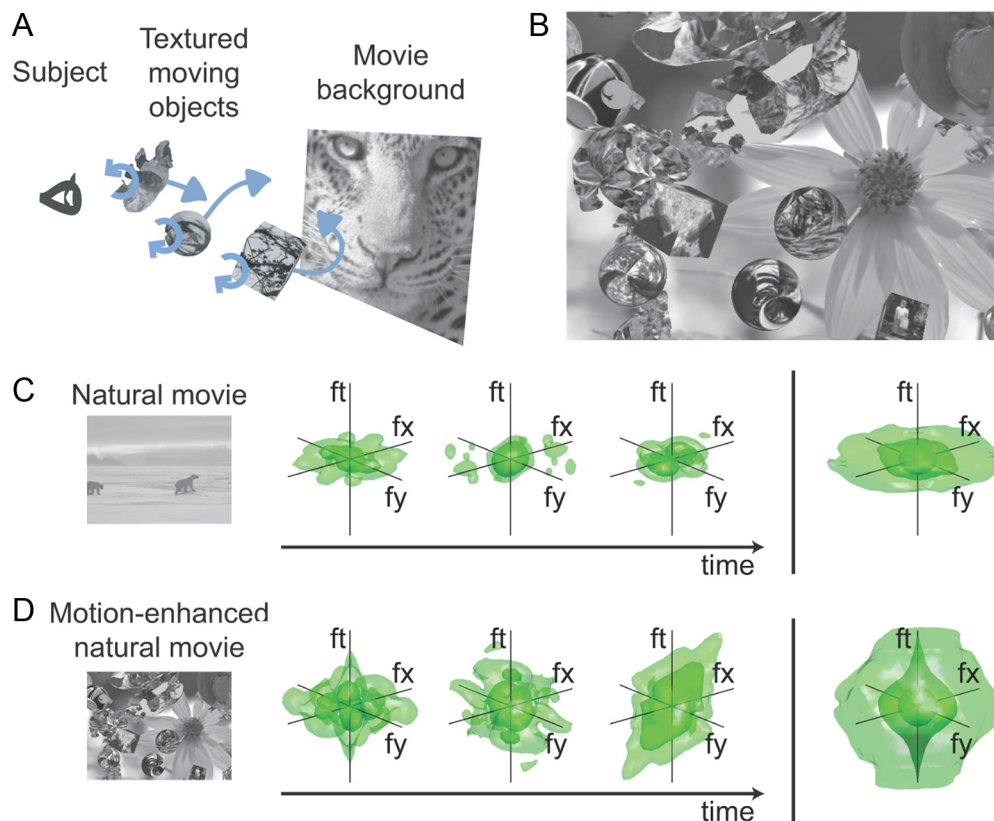 A
Subject
Textured
moving
objects
Movie
background
B
C
Natural movie
ft
fx
fy
ft
fx
fy
ft
fx
fy
time
ft
fx
fy
D
Motion-enhanced
natural movie
ft
fx
fy
ft
fx
fy
ft
fx
fy
time
ft
fx
fy